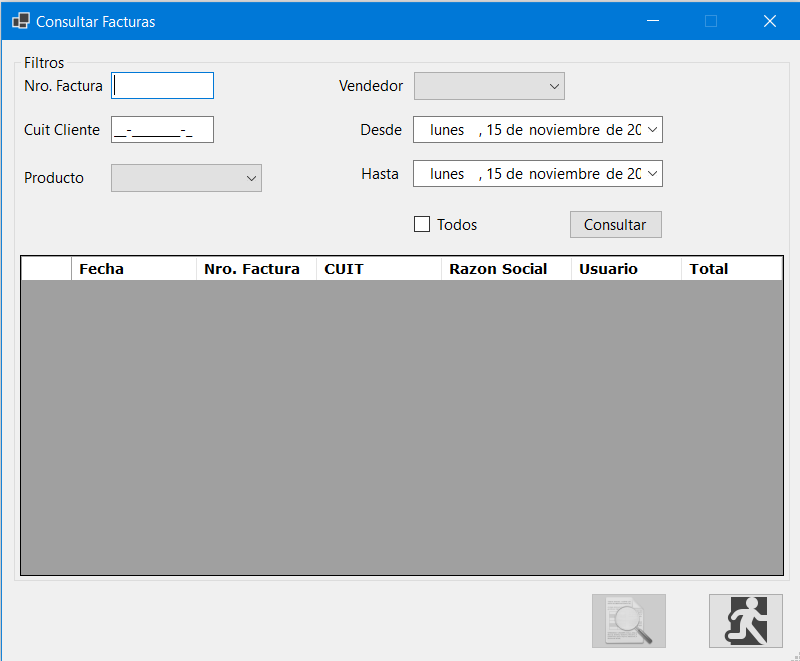 Consultar Facturas
Filtros
Nro. Factura
Vendedor
Cuit Cliente __-________-_
Desde lunes , 15 de noviembre de 20
Producto
Hasta lunes , 15 de noviembre de 20
Todos
Consultar
Fecha Nro. Factura CUIT Razon Social Usuario Total